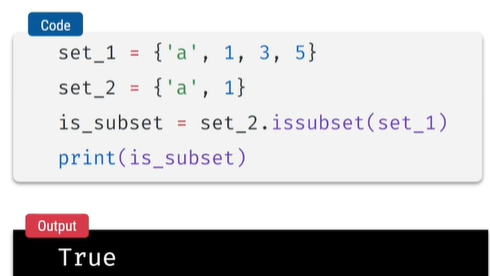 Code
set_1 = {'a', 1, 3, 5}
set_2 = {'a', 1}
is_subset = set_2.issubset(set_1)
print(is_subset)
Output
True